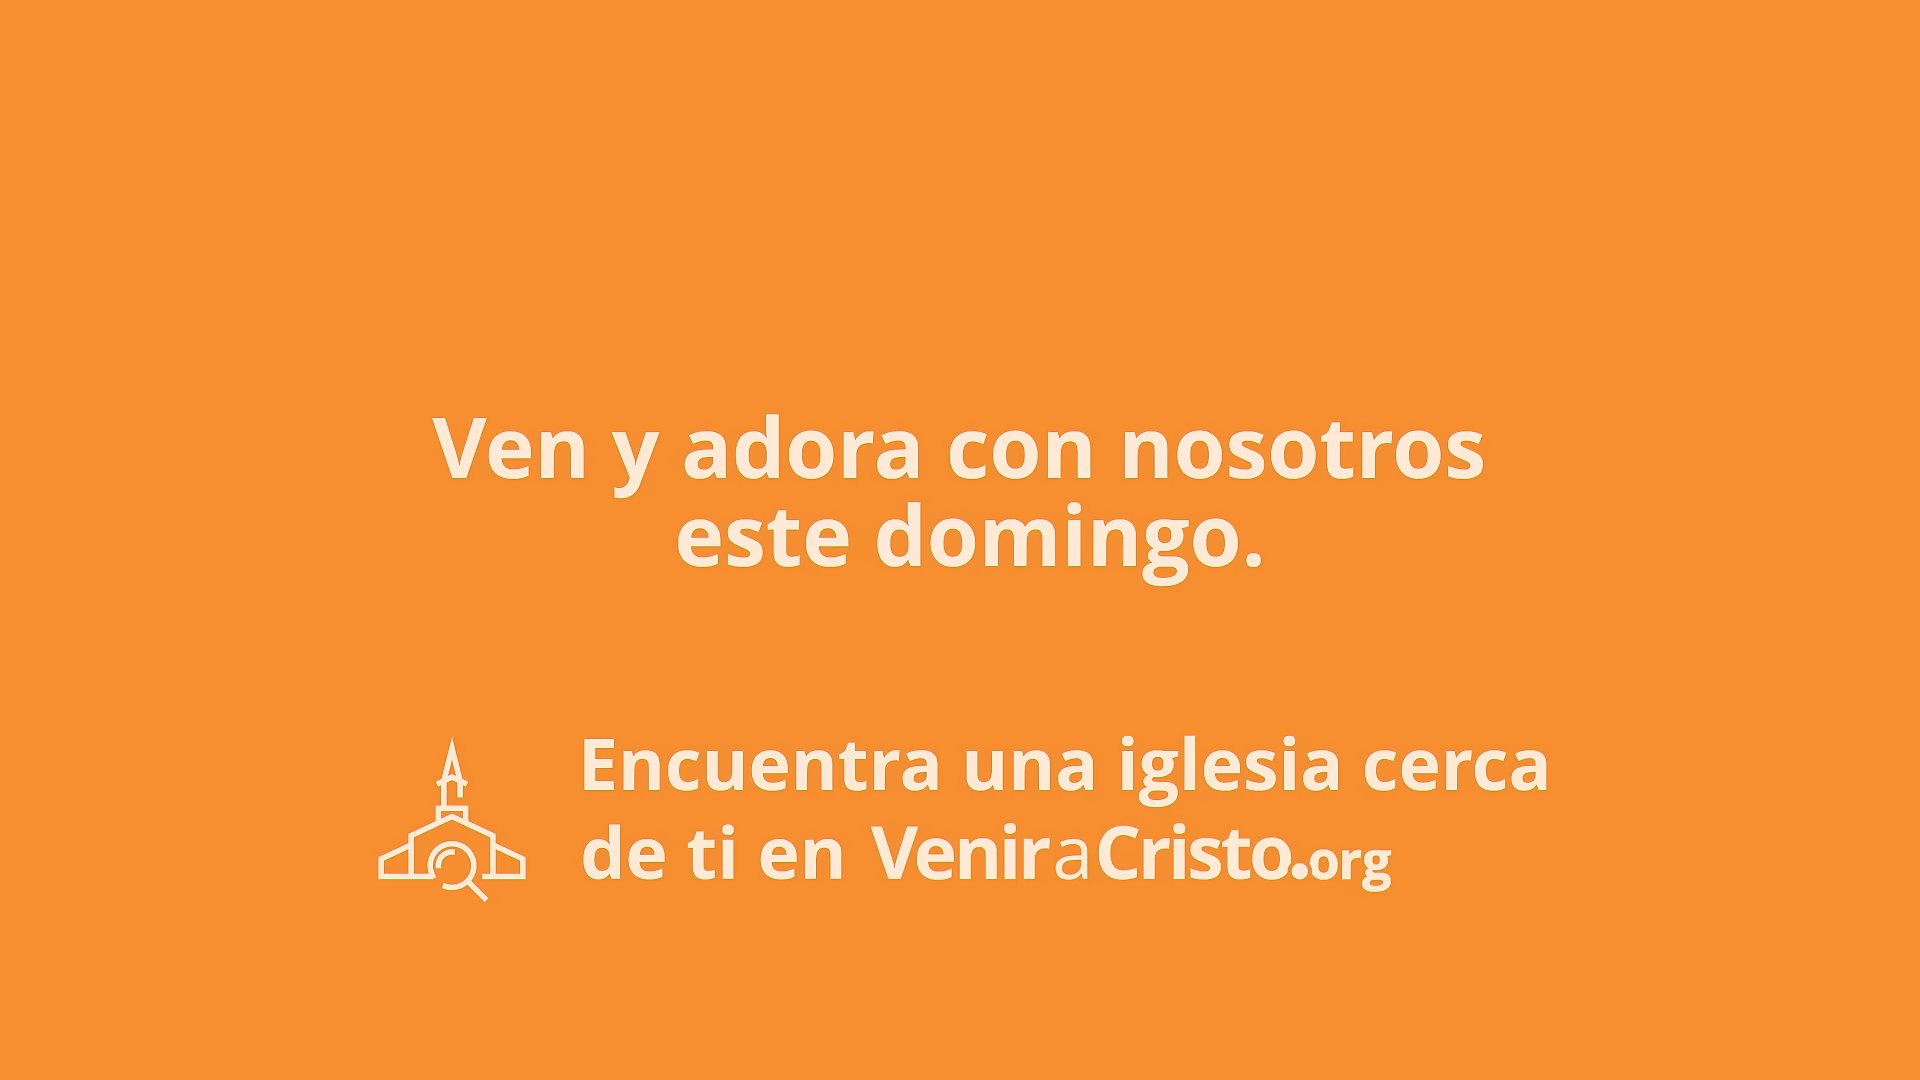 Ven y adora con nosotros
este domingo.
Encuentra una iglesia cerca
de ti en VeniraCristo.org